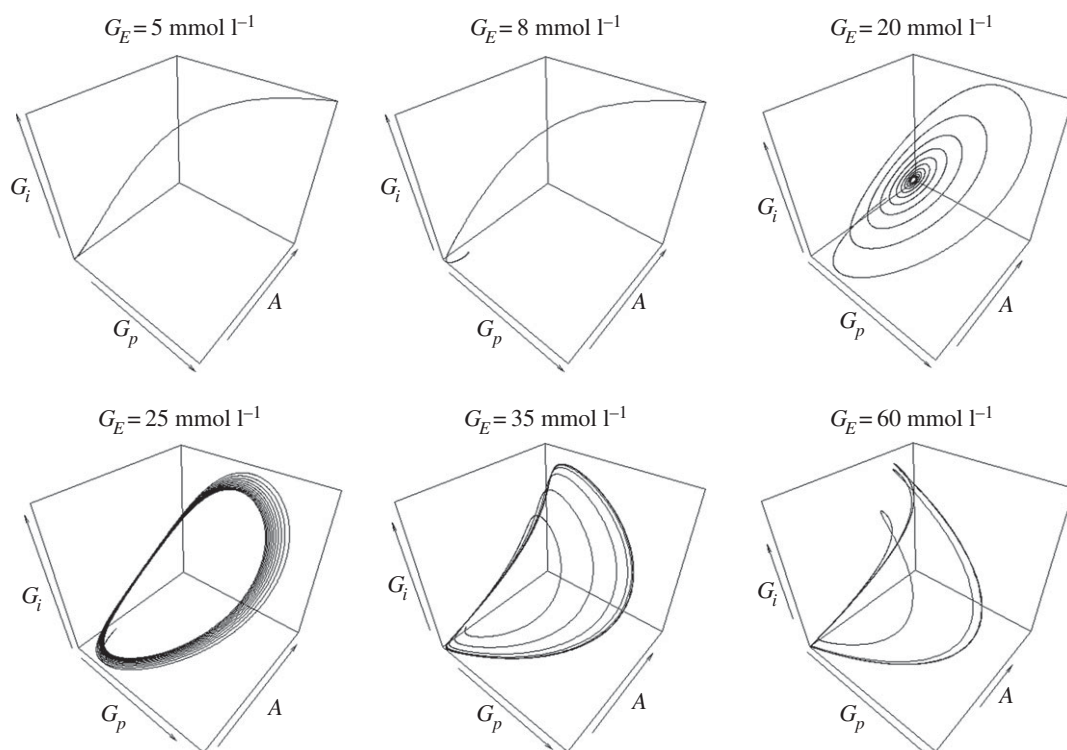 G_E = 5 mmol l⁻¹
G_E = 8 mmol l⁻¹
G_E = 20 mmol l⁻¹
G_i
G_p
A
G_i
G_p
A
G_i
G_p
A
G_E = 25 mmol l⁻¹
G_E = 35 mmol l⁻¹
G_E = 60 mmol l⁻¹
G_i
G_p
A
G_i
G_p
A
G_i
G_p
A